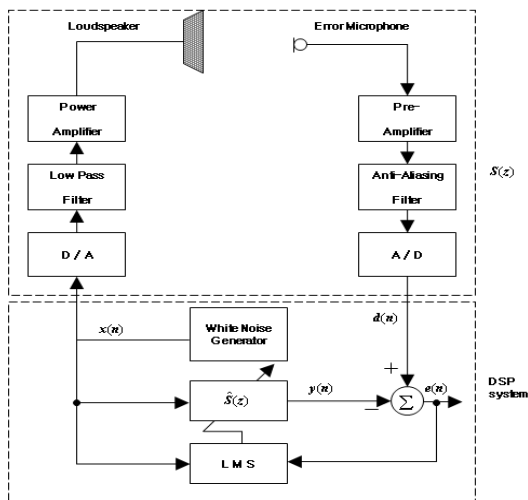 Loudspeaker
Error Microphone
Power
Amplifier
Pre-
Amplifier
S(z)
Low Pass
Filter
Anti-Aliasing
Filter
D / A
A / D
x(n)
White Noise
Generator
d(n)
+
Ŝ(z)
y(n)
−
Σ
e(n)
DSP
system
L M S